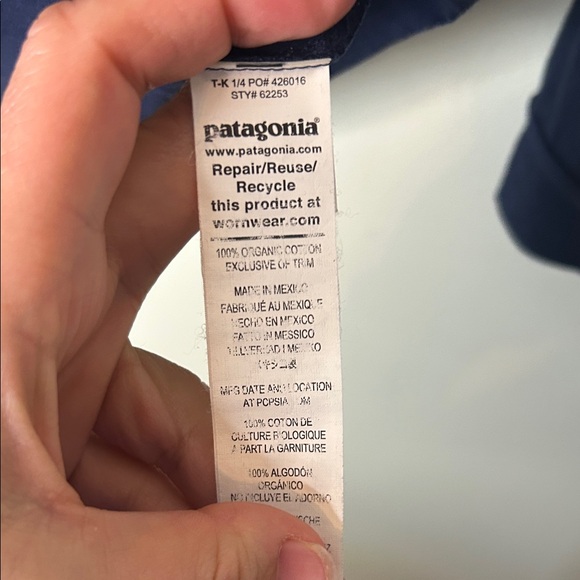 T-K 1/4 PO# 426016
STY# 62253
patagonia®
www.patagonia.com
Repair/Reuse/
Recycle
this product at
wornwear.com
100% ORGANIC COTTON
EXCLUSIVE OF TRIM
MADE IN MEXICO
FABRIQUÉ AU MEXIQUE
HECHO EN MEXICO
FATTO IN MESSICO
MFG DATE AND LOCATION
100% COTON DE
CULTURE BIOLOGIQUE
À PART LA GARNITURE
100% ALGODÓN
ORGÁNICO
NO INCLUYE EL ADORNO